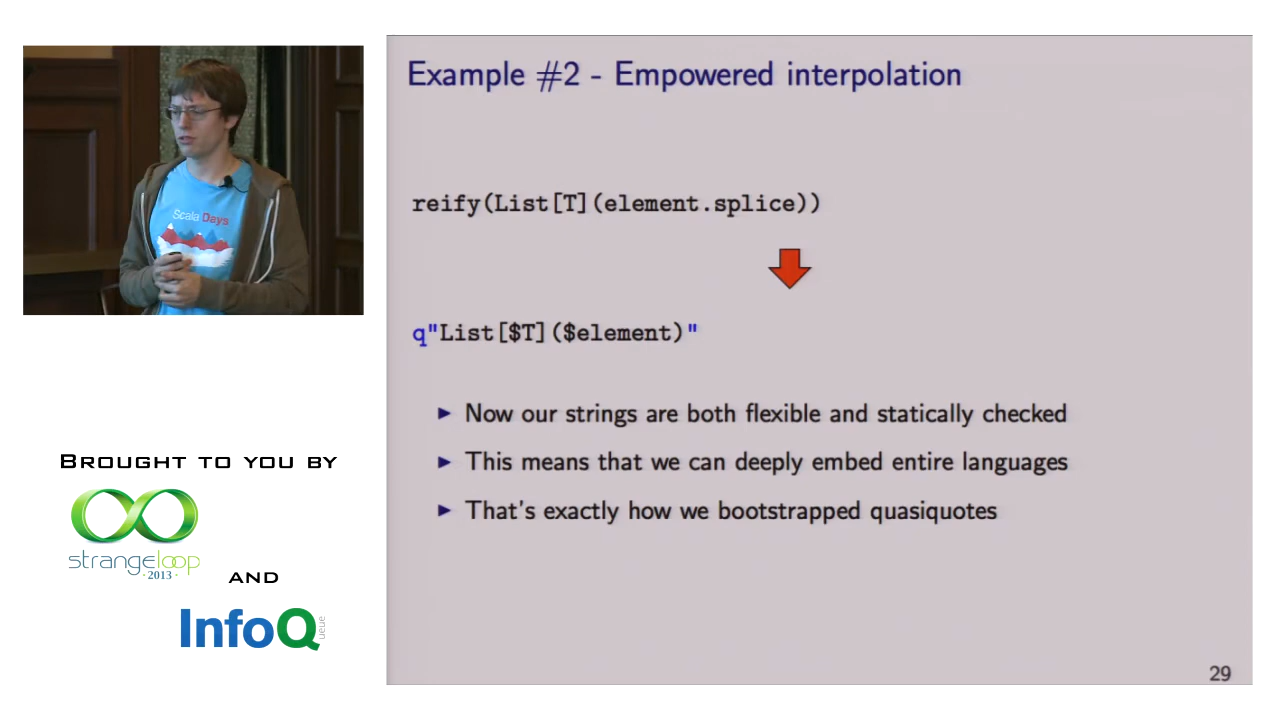 Scala Days
Example #2 - Empowered interpolation
reify(List[T](element.splice))
q"List[$T]($element)"
► Now our strings are both flexible and statically checked
► This means that we can deeply embed entire languages
► That's exactly how we bootstrapped quasiquotes
29
BROUGHT TO YOU BY
strangeloop
·2013·
AND
InfoQ
queue